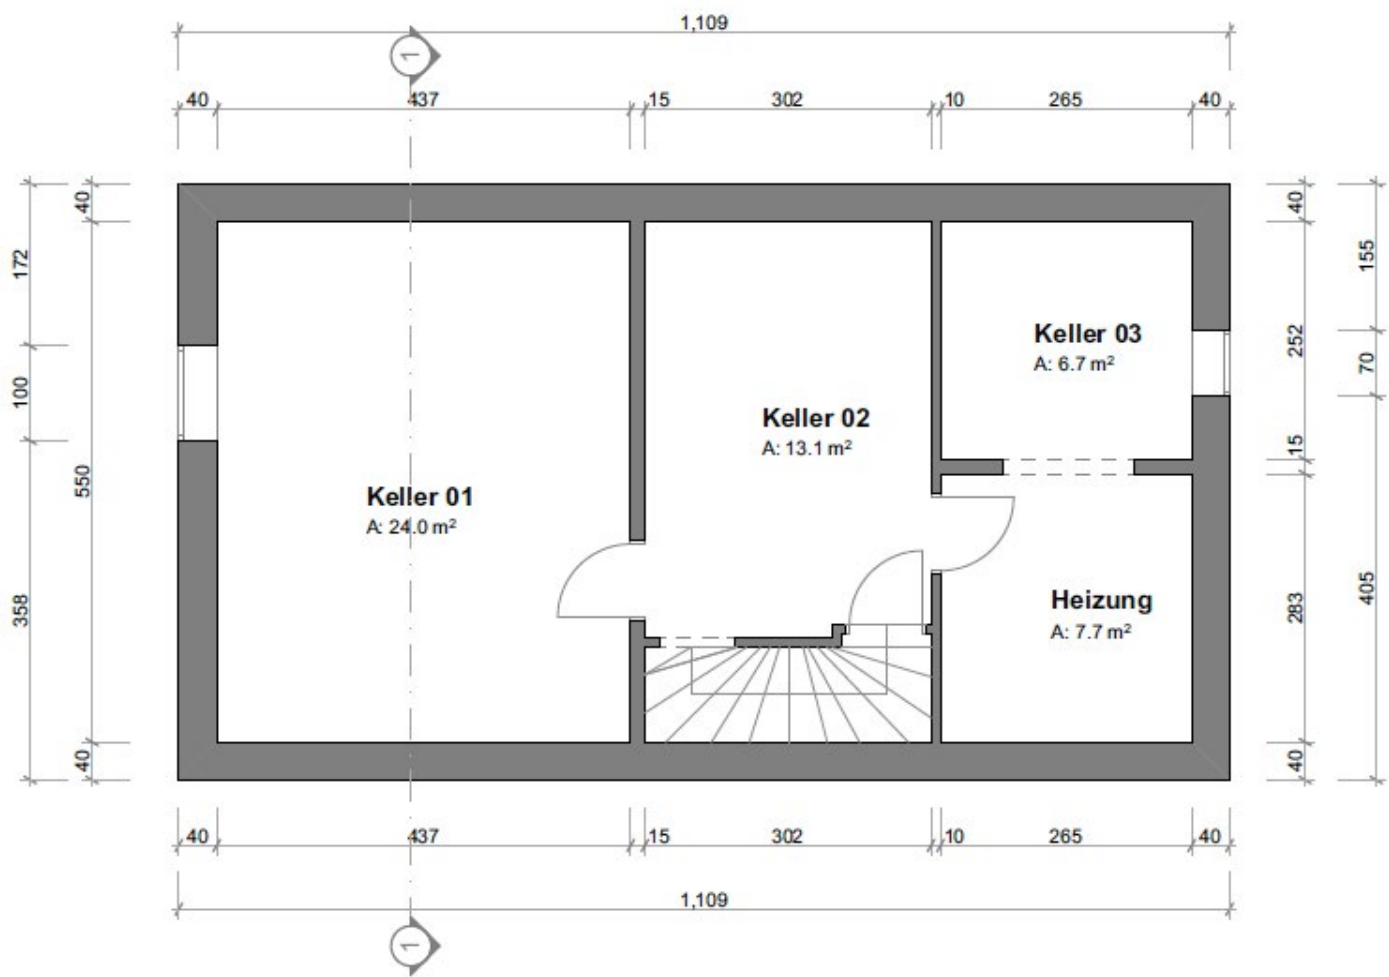 1,109
1
40 437 15 302 10 265 40
40
172
100
550
358
40
40
155
252
70
15
405
283
40
Keller 03
A: 6.7 m²
Keller 02
A: 13.1 m²
Keller 01
A: 24.0 m²
Heizung
A: 7.7 m²
40 437 15 302 10 265 40
1,109
1